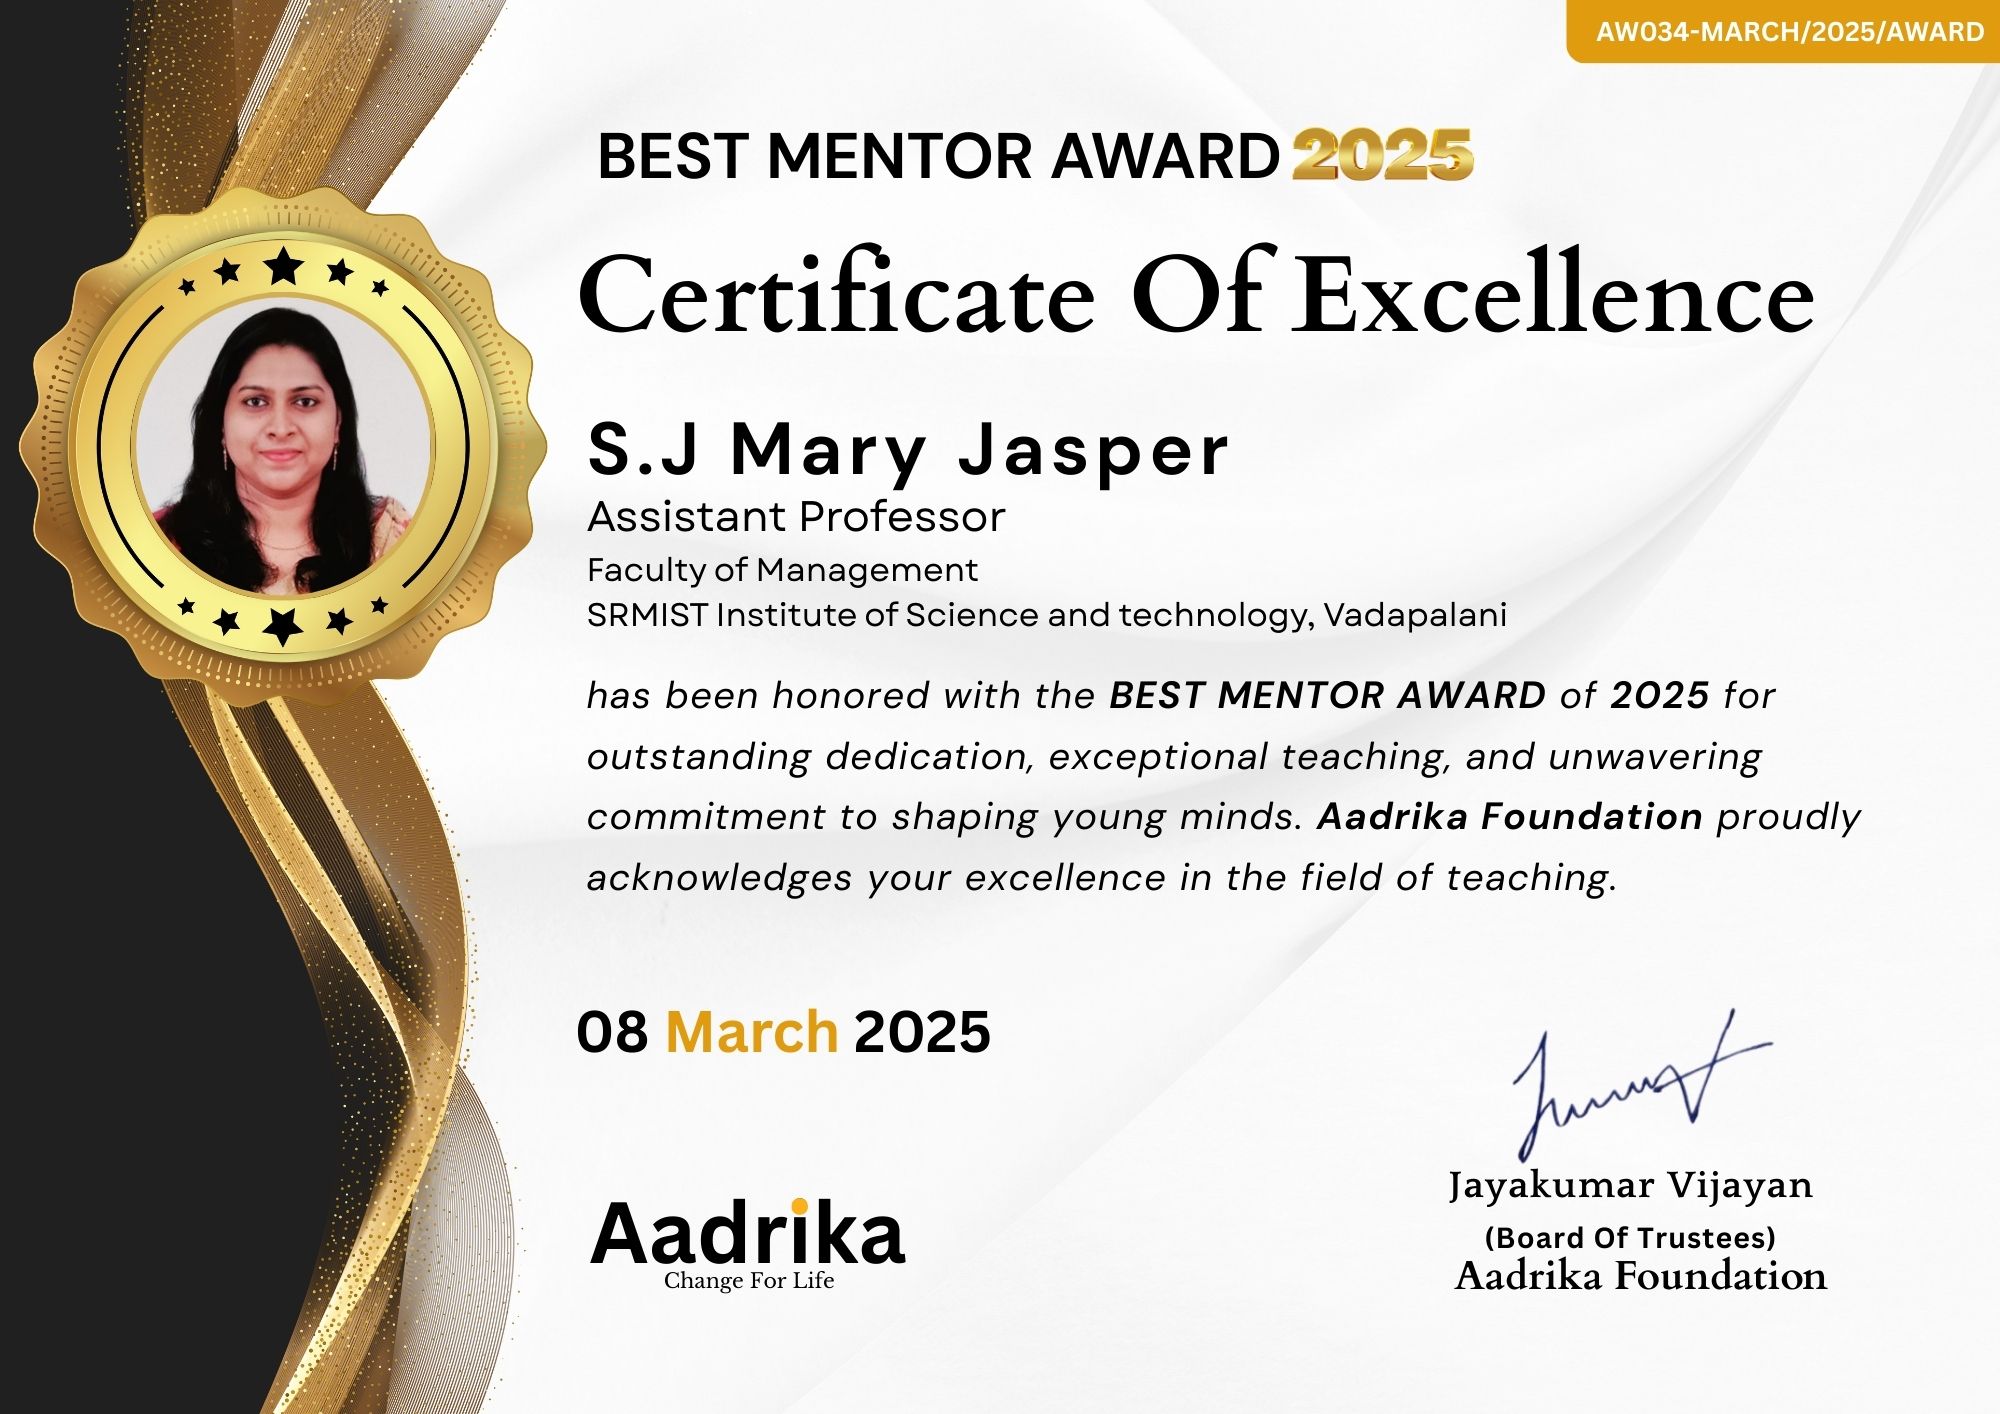 AW034-MARCH/2025/AWARD
BEST MENTOR AWARD 2025
Certificate Of Excellence
S.J Mary Jasper
Assistant Professor
Faculty of Management
SRMIST Institute of Science and technology, Vadapalani
has been honored with the BEST MENTOR AWARD of 2025 for
outstanding dedication, exceptional teaching, and unwavering
commitment to shaping young minds. Aadrika Foundation proudly
acknowledges your excellence in the field of teaching.
08 March 2025
Aadrika
Change For Life
Jayakumar Vijayan
(Board Of Trustees)
Aadrika Foundation